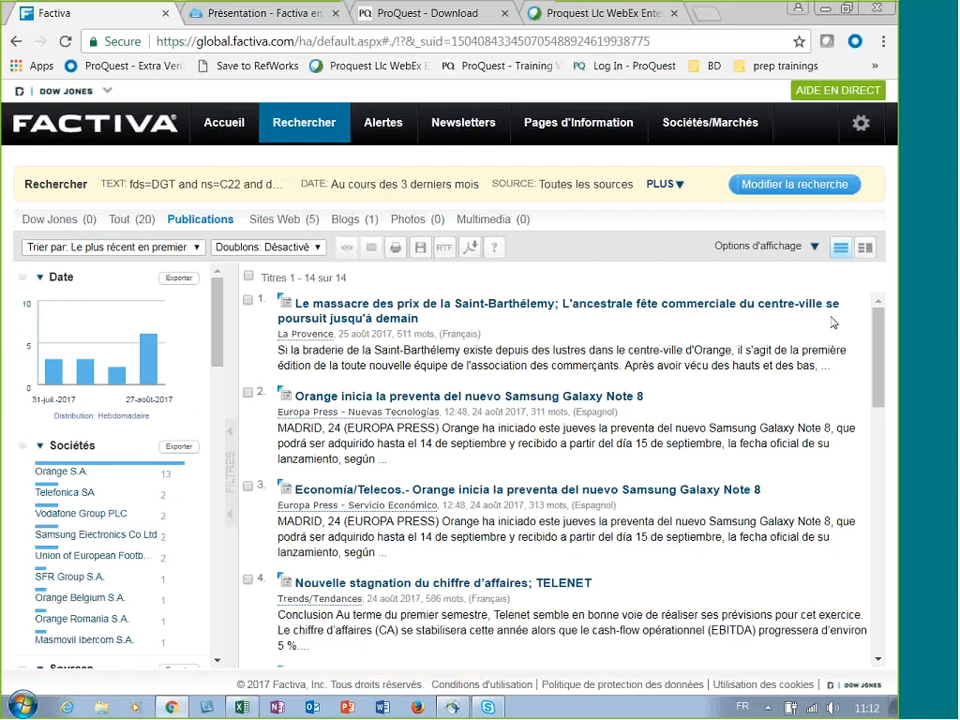 Factiva
Présentation - Factiva en
PQ ProQuest - Download
Proquest Llc WebEx Ente
Secure https://global.factiva.com/ha/default.aspx#./!?&_suid=150408433450705488924619938775
Apps ProQuest - Extra Veri Save to RefWorks Proquest Llc WebEx E PQ ProQuest - Training V PQ Log In - ProQuest BD prep trainings »
DOW JONES AIDE EN DIRECT
FACTIVA Accueil Rechercher Alertes Newsletters Pages d'Information Sociétés/Marchés
Rechercher TEXT: fds=DGT and ns=C22 and d... DATE: Au cours des 3 derniers mois SOURCE: Toutes les sources PLUS▼ Modifier la recherche
Dow Jones (0) Tout (20) Publications Sites Web (5) Blogs (1) Photos (0) Multimedia (0)
Trier par: Le plus récent en premier ▼ Doublons: Désactivé ▼ RTF ? Options d'affichage ▼
Date Exporter
10
5
0
31-juil.-2017 27-août-2017
Distribution: Hebdomadaire
Sociétés Exporter
Orange S.A. 13
Telefonica SA 2
Vodafone Group PLC 2
Samsung Electronics Co Ltd 2
Union of European Footb... 2
SFR Group S.A. 1
Orange Belgium S.A. 1
Orange Romania S.A. 1
Masmovil Ibercom S.A. 1
Sources
FILTRES
Titres 1 - 14 sur 14
1. Le massacre des prix de la Saint-Barthélemy; L'ancestrale fête commerciale du centre-ville se
poursuit jusqu'à demain
La Provence, 25 août 2017, 511 mots, (Français)
Si la braderie de la Saint-Barthélemy existe depuis des lustres dans le centre-ville d'Orange, il s'agit de la première
édition de la toute nouvelle équipe de l'association des commerçants. Après avoir vécu des hauts et des bas, ...
2. Orange inicia la preventa del nuevo Samsung Galaxy Note 8
Europa Press - Nuevas Tecnologías, 12:48, 24 août 2017, 311 mots, (Espagnol)
MADRID, 24 (EUROPA PRESS) Orange ha iniciado este jueves la preventa del nuevo Samsung Galaxy Note 8, que
podrá ser adquirido hasta el 14 de septiembre y recibido a partir del día 15 de septiembre, la fecha oficial de su
lanzamiento, según ...
3. Economía/Telecos.- Orange inicia la preventa del nuevo Samsung Galaxy Note 8
Europa Press - Servicio Económico, 12:48, 24 août 2017, 313 mots, (Espagnol)
MADRID, 24 (EUROPA PRESS) Orange ha iniciado este jueves la preventa del nuevo Samsung Galaxy Note 8, que
podrá ser adquirido hasta el 14 de septiembre y recibido a partir del día 15 de septiembre, la fecha oficial de su
lanzamiento, según ...
4. Nouvelle stagnation du chiffre d'affaires; TELENET
Trends/Tendances, 24 août 2017, 586 mots, (Français)
Conclusion Au terme du premier semestre, Telenet semble en bonne voie de réaliser ses prévisions pour cet exercice.
Le chiffre d'affaires (CA) se stabilisera cette année alors que le cash-flow opérationnel (EBITDA) progressera d'environ
5 %....
© 2017 Factiva, Inc. Tous droits réservés. Conditions d'utilisation | Politique de protection des données | Utilisation des cookies | DOW JONES
FR 11:12